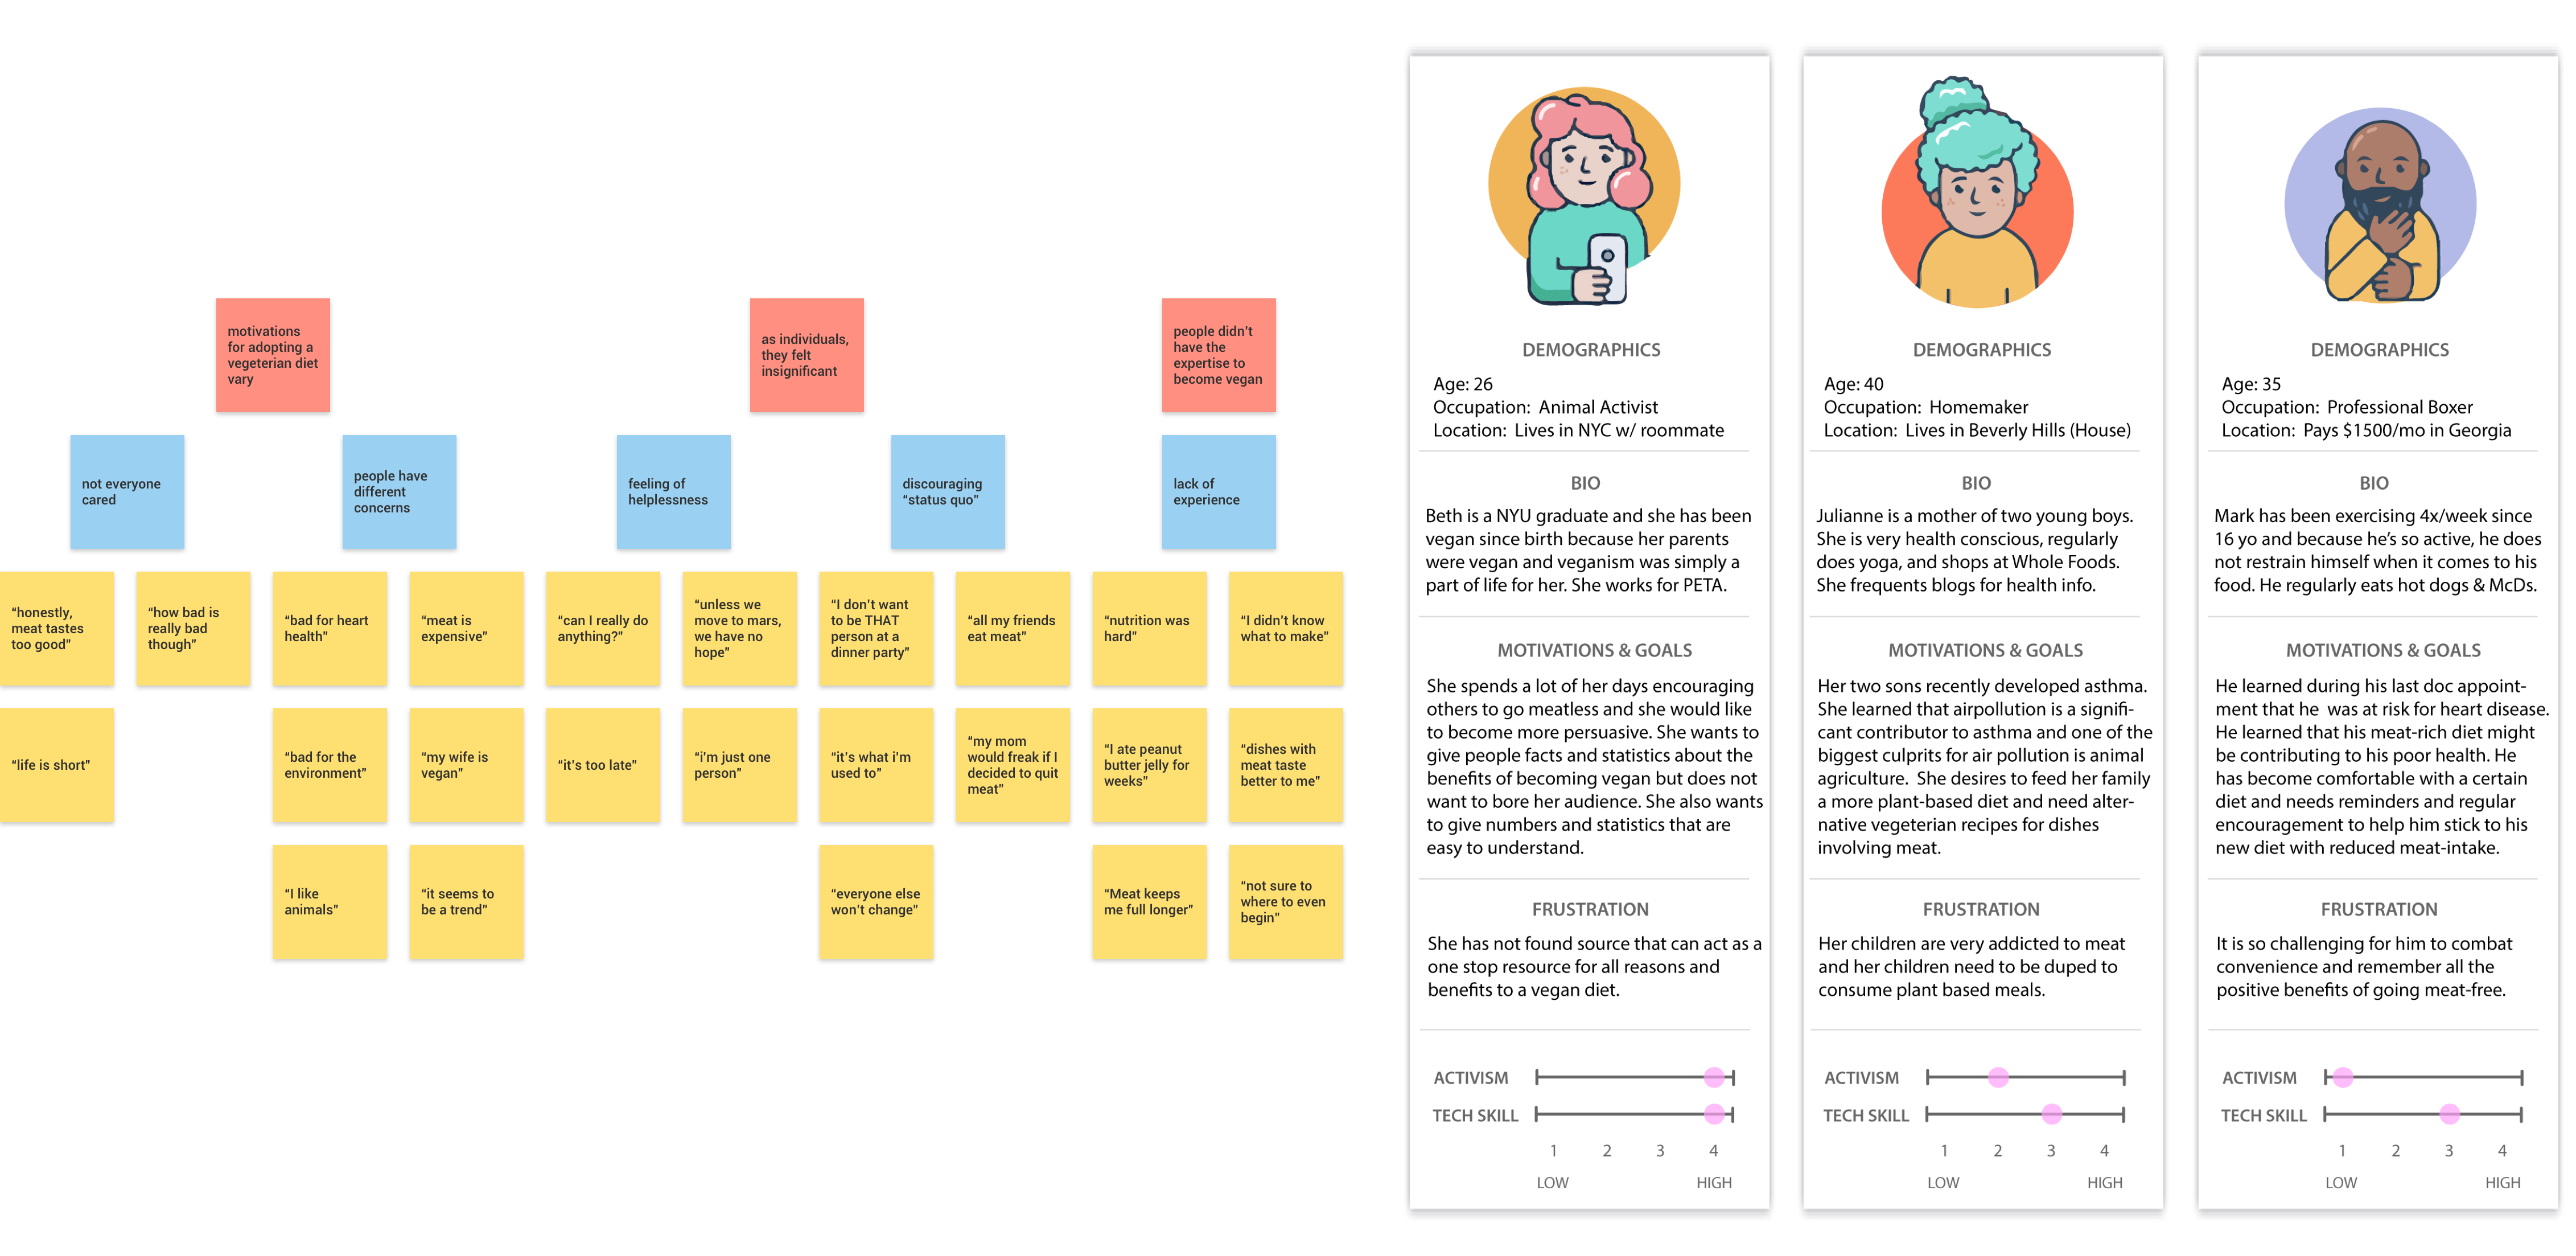 motivations
for adopting a
vegeterian diet
vary
as individuals,
they felt
insignificant
people didn't
have the
expertise to
become vegan
not everyone
cared
people have
different
concerns
feeling of
helplessness
discouraging
“status quo”
lack of
experience
“honestly,
meat tastes
too good”
“how bad is
really bad
though”
“bad for heart
health”
“meat is
expensive”
“can I really do
anything?”
“unless we
move to mars,
we have no
hope”
“I don't want
to be THAT
person at a
dinner party”
“all my friends
eat meat”
“nutrition was
hard”
“I didn't know
what to make”
“life is short”
“bad for the
environment”
“my wife is
vegan”
“it's too late”
“i'm just one
person”
“it's what i'm
used to”
“my mom
would freak if I
decided to quit
meat”
“I ate peanut
butter jelly for
weeks”
“dishes with
meat taste
better to me”
“I like
animals”
“it seems to
be a trend”
“everyone else
won't change”
“Meat keeps
me full longer”
“not sure to
where to even
begin”
DEMOGRAPHICS
Age: 26
Occupation: Animal Activist
Location: Lives in NYC w/ roommate
BIO
Beth is a NYU graduate and she has been
vegan since birth because her parents
were vegan and veganism was simply a
part of life for her. She works for PETA.
MOTIVATIONS & GOALS
She spends a lot of her days encouraging
others to go meatless and she would like
to become more persuasive. She wants to
give people facts and statistics about the
benefits of becoming vegan but does not
want to bore her audience. She also wants
to give numbers and statistics that are
easy to understand.
FRUSTRATION
She has not found source that can act as a
one stop resource for all reasons and
benefits to a vegan diet.
ACTIVISM
TECH SKILL
1 2 3 4
LOW HIGH
DEMOGRAPHICS
Age: 40
Occupation: Homemaker
Location: Lives in Beverly Hills (House)
BIO
Julianne is a mother of two young boys.
She is very health conscious, regularly
does yoga, and shops at Whole Foods.
She frequents blogs for health info.
MOTIVATIONS & GOALS
Her two sons recently developed asthma.
She learned that airpollution is a signifi-
cant contributor to asthma and one of the
biggest culprits for air pollution is animal
agriculture. She desires to feed her family
a more plant-based diet and need alter-
native vegeterian recipes for dishes
involving meat.
FRUSTRATION
Her children are very addicted to meat
and her children need to be duped to
consume plant based meals.
ACTIVISM
TECH SKILL
1 2 3 4
LOW HIGH
DEMOGRAPHICS
Age: 35
Occupation: Professional Boxer
Location: Pays $1500/mo in Georgia
BIO
Mark has been exercising 4x/week since
16 yo and because he's so active, he does
not restrain himself when it comes to his
food. He regularly eats hot dogs & McDs.
MOTIVATIONS & GOALS
He learned during his last doc appoint-
ment that he was at risk for heart disease.
He learned that his meat-rich diet might
be contributing to his poor health. He
has become comfortable with a certain
diet and needs reminders and regular
encouragement to help him stick to his
new diet with reduced meat-intake.
FRUSTRATION
It is so challenging for him to combat
convenience and remember all the
positive benefits of going meat-free.
ACTIVISM
TECH SKILL
1 2 3 4
LOW HIGH